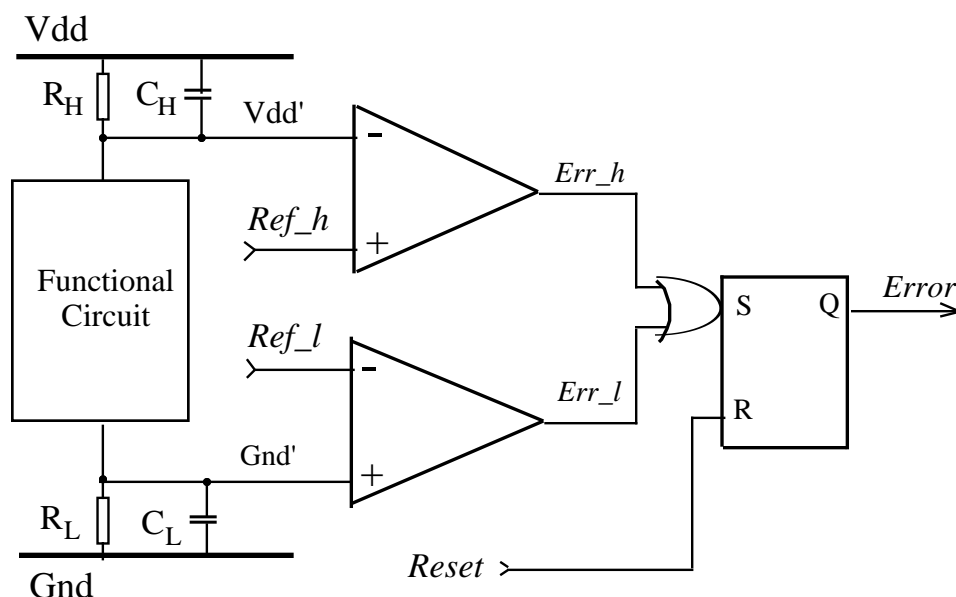 Vdd
R_H
C_H
Vdd'
-
Err_h
Ref_h
+
Functional
Circuit
S
Q
Error
Ref_l
-
Err_l
R
Gnd'
+
R_L
C_L
Reset
Gnd